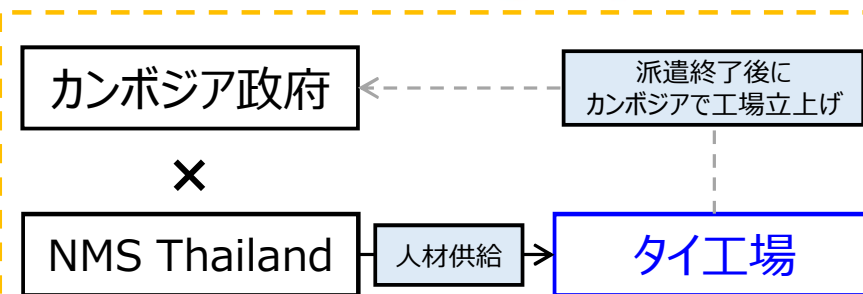 カンボジア政府
派遣終了後に
カンボジアで工場立上げ
×
NMS Thailand
人材供給
タイ工場